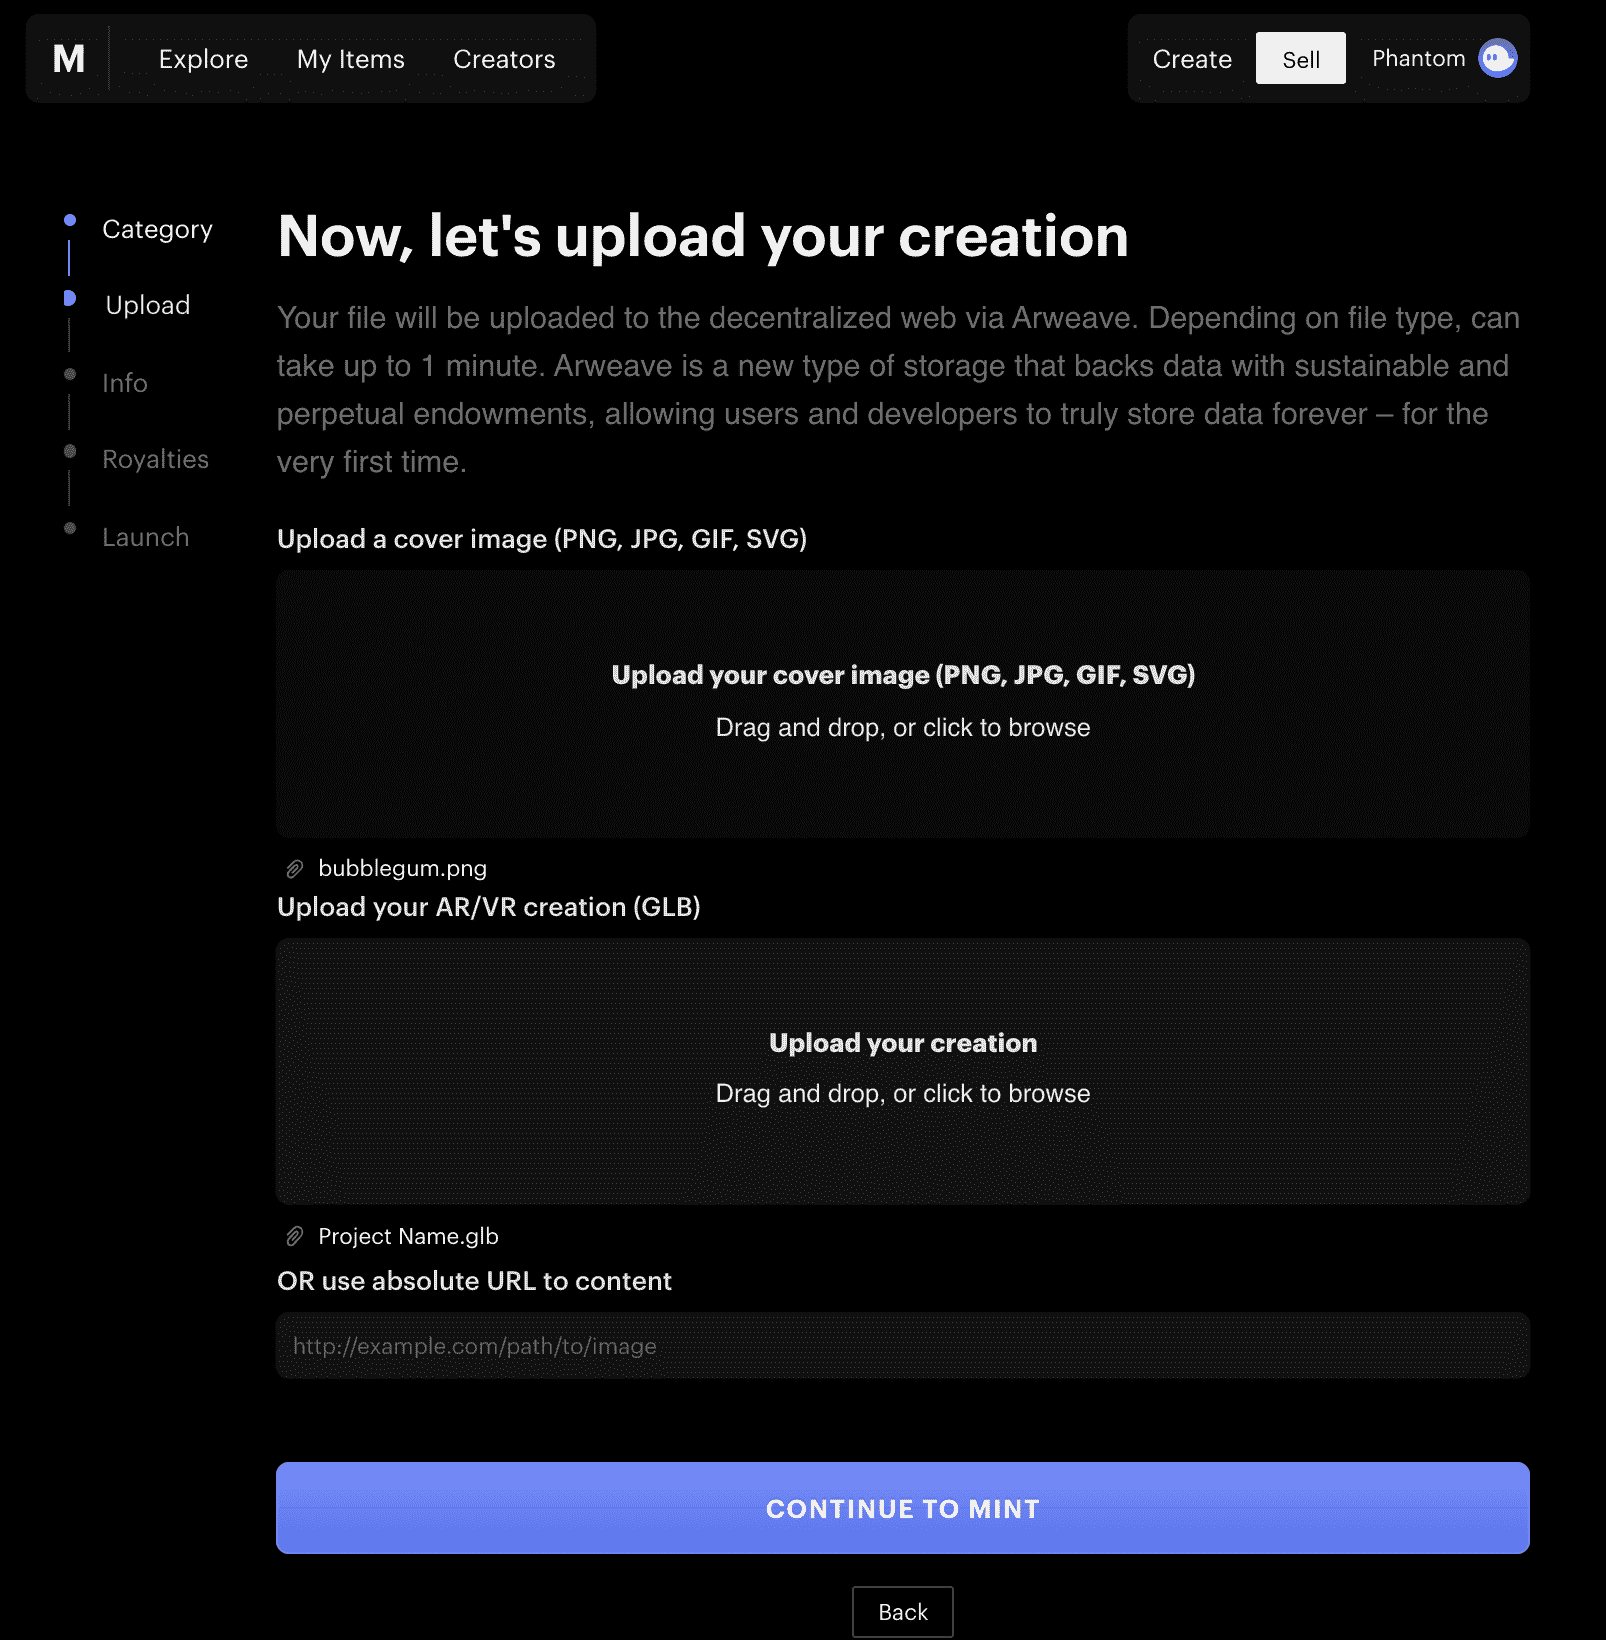 M
Explore
My Items
Creators
Create
Sell
Phantom
Category
Upload
Info
Royalties
Launch
Now, let's upload your creation
Your file will be uploaded to the decentralized web via Arweave. Depending on file type, can
take up to 1 minute. Arweave is a new type of storage that backs data with sustainable and
perpetual endowments, allowing users and developers to truly store data forever – for the
very first time.
Upload a cover image (PNG, JPG, GIF, SVG)
Upload your cover image (PNG, JPG, GIF, SVG)
Drag and drop, or click to browse
bubblegum.png
Upload your AR/VR creation (GLB)
Upload your creation
Drag and drop, or click to browse
Project Name.glb
OR use absolute URL to content
http://example.com/path/to/image
CONTINUE TO MINT
Back